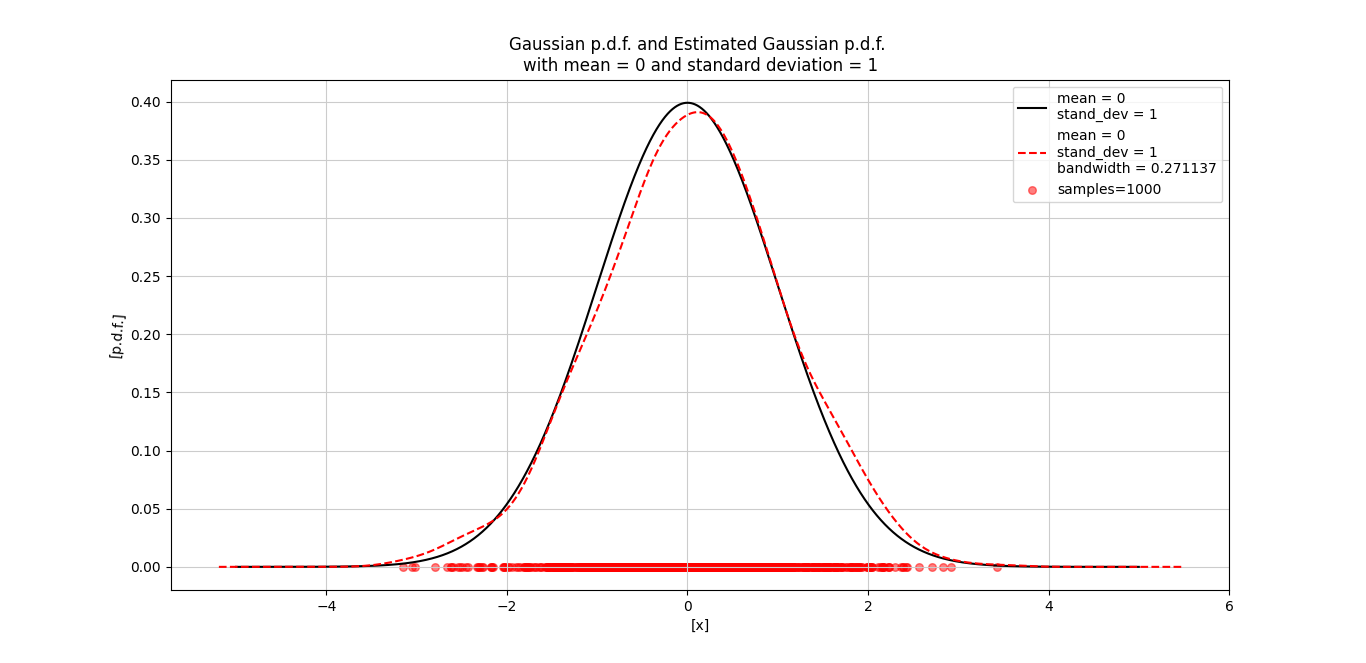 Gaussian p.d.f. and Estimated Gaussian p.d.f.
with mean = 0 and standard deviation = 1
mean = 0
stand_dev = 1
mean = 0
stand_dev = 1
bandwidth = 0.271137
samples=1000
[p.d.f.]
0.40
0.35
0.30
0.25
0.20
0.15
0.10
0.05
0.00
−4
−2
0
2
4
6
[x]